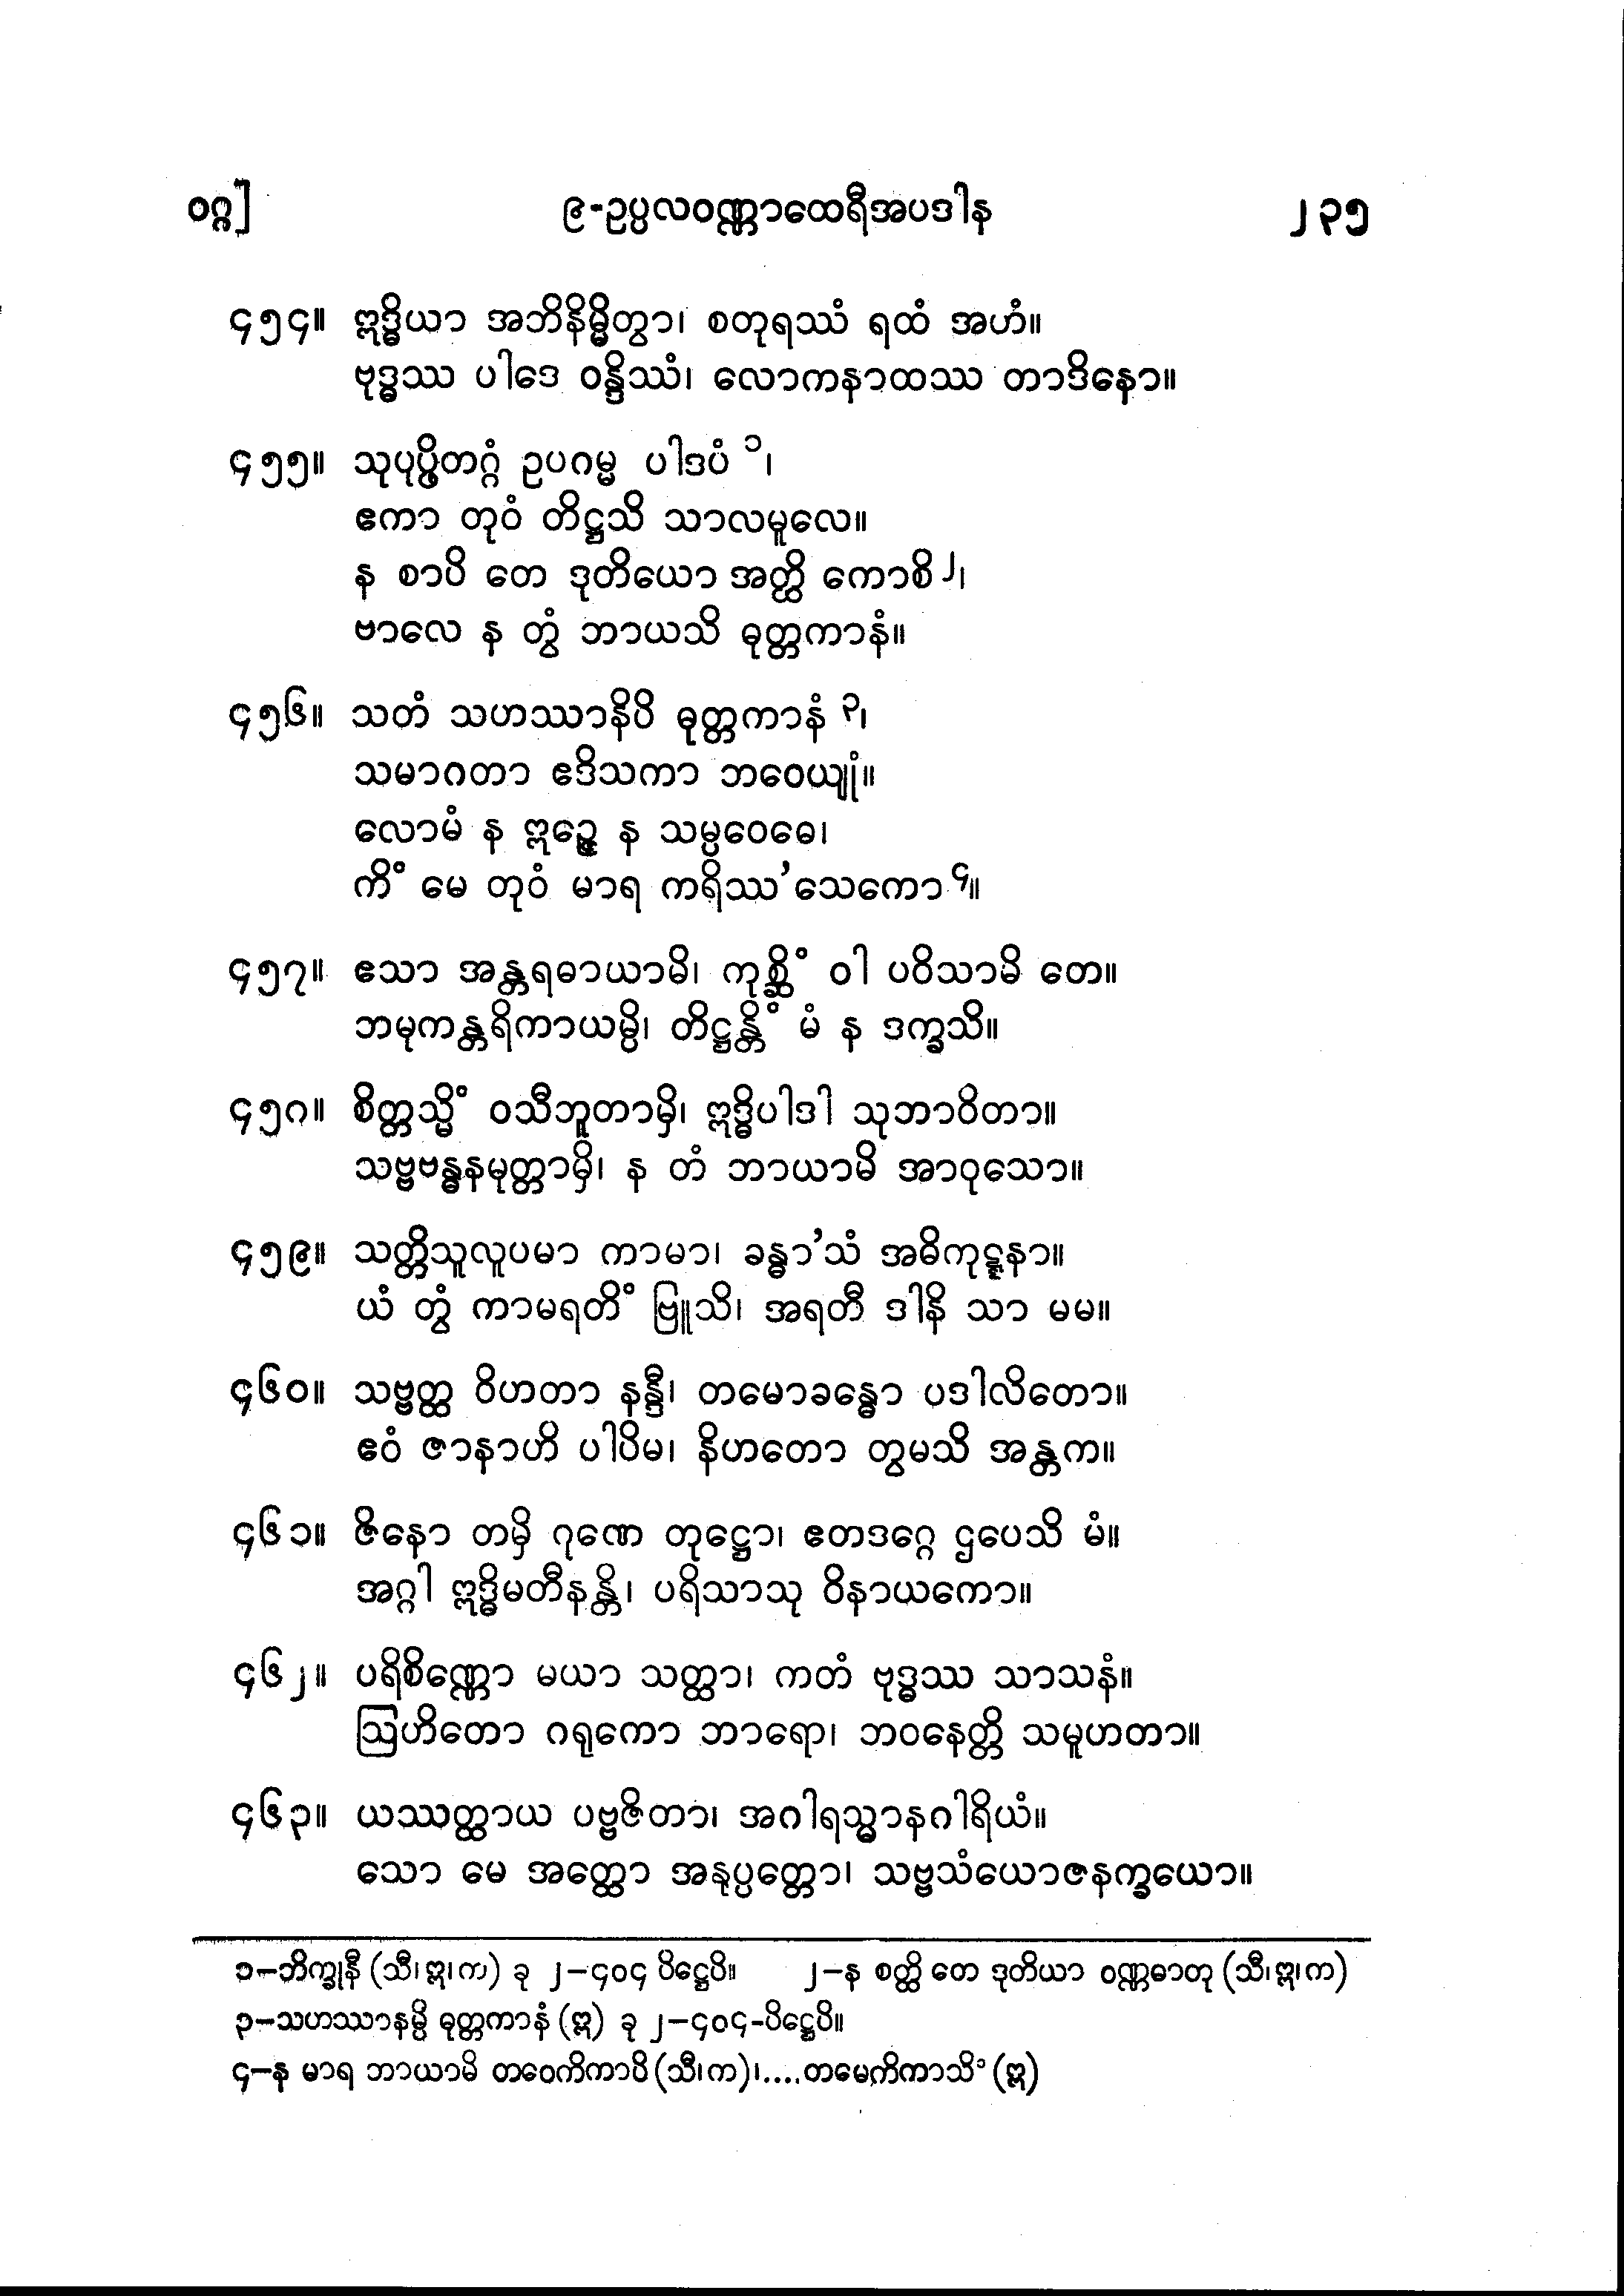 ဝဂ္ဂ] ၉-ဥပ္ပလဝဏ္ဏာထေရီအပဒါန ၂၃၅
၄၅၄။ ဣဒ္ဓိယာ အဘိနိမ္မိတွာ၊ စတုရဿံ ရထံ အဟံ။
ဗုဒ္ဓဿ ပါဒေ ဝန္ဒိဿံ၊ လောကနာထဿ တာဒိနော။
၄၅၅။ သုပုပ္ဖိတဂ္ဂံ ဥပဂမ္မ ပါဒပံ ၁၊
ဧကာ တုဝံ တိဋ္ဌသိ သာလမူလေ။
န စာပိ တေ ဒုတိယော အတ္ထိ ကောစိ ၂၊
ဗာလေ န တွံ ဘာယသိ ဓုတ္တကာနံ။
၄၅၆။ သတံ သဟဿာနိပိ ဓုတ္တကာနံ ၃၊
သမာဂတာ ဧဒိသကာ ဘဝေယျုံ။
လောမံ န ဣဉ္ဇေ န သမ္ပဝေဓေ၊
ကိံ မေ တုဝံ မာရ ကရိဿ'သေကော ၄။
၄၅၇။ ဧသာ အန္တရဓာယာမိ၊ ကုစ္ဆိံ ဝါ ပဝိသာမိ တေ။
ဘမုကန္တရိကာယမ္ပိ၊ တိဋ္ဌန္တိံ မံ န ဒက္ခသိ။
၄၅၈။ စိတ္တသ္မိံ ဝသီဘူတာမှိ၊ ဣဒ္ဓိပါဒါ သုဘာဝိတာ။
သဗ္ဗဗန္ဓနမုတ္တာမှိ၊ န တံ ဘာယာမိ အာဝုသော။
၄၅၉။ သတ္တိသူလူပမာ ကာမာ၊ ခန္ဓာ'သံ အဓိကုဋ္ဋနာ။
ယံ တွံ ကာမရတိံ ဗြူသိ၊ အရတီ ဒါနိ သာ မမ။
၄၆၀။ သဗ္ဗတ္ထ ဝိဟတာ နန္ဒီ၊ တမောခန္ဓော ပဒါလိတော။
ဧဝံ ဇာနာဟိ ပါပိမ၊ နိဟတော တွမသိ အန္တက။
၄၆၁။ ဇိနော တမှိ ဂုဏေ တုဋ္ဌော၊ ဧတဒဂ္ဂေ ဌပေသိ မံ။
အဂ္ဂါ ဣဒ္ဓိမတီနန္တိ၊ ပရိသာသု ဝိနာယကော။
၄၆၂။ ပရိစိဏ္ဏော မယာ သတ္ထာ၊ ကတံ ဗုဒ္ဓဿ သာသနံ။
ဩဟိတော ဂရုကော ဘာရော၊ ဘဝနေတ္တိ သမူဟတာ။
၄၆၃။ ယဿတ္ထာယ ပဗ္ဗဇိတာ၊ အဂါရသ္မာနဂါရိယံ။
သော မေ အတ္ထော အနုပ္ပတ္တော၊ သဗ္ဗသံယောဇနက္ခယော။
၁–ဘိက္ခုနီ (သီ၊ဣ၊က) ခု ၂–၄၀၄ ပိဋ္ဌေပိ။ ၂–န စတ္ထိ တေ ဒုတိယာ ဝဏ္ဏဓာတု (သီ၊ဣ၊က)
၃–သဟဿာနမ္ပိ ဓုတ္တကာနံ (ဣ) ခု ၂–၄၀၄-ပိဋ္ဌေပိ။
၄–န မာရ ဘာယာမိ တဝေကိကာပိ (သီ၊က)၊....တမေကိကာသိံ (ဣ)